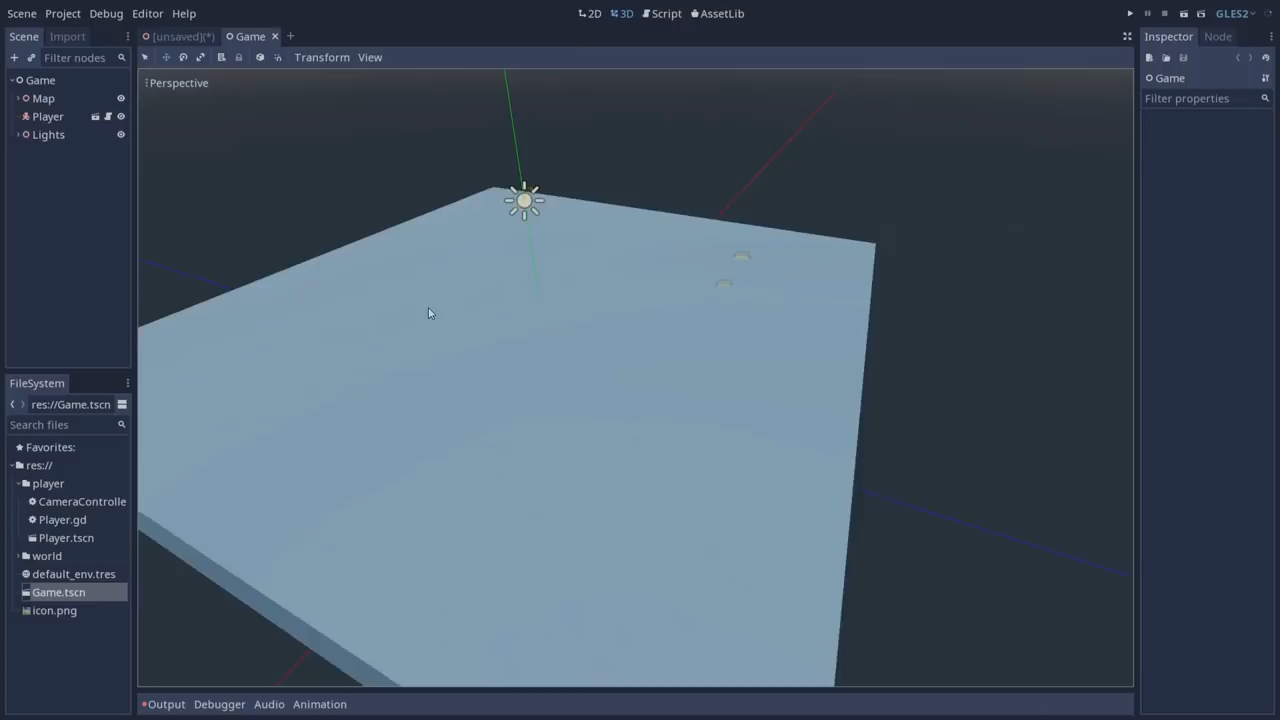 Scene Project Debug Editor Help
2D 3D Script AssetLib
GLES2
Scene Import
Filter nodes
Game
Map
Player
Lights
[unsaved](*) Game
Transform View
Perspective
Inspector Node
Game
Filter properties
FileSystem
res://Game.tscn
Search files
Favorites:
res://
player
CameraControlle
Player.gd
Player.tscn
world
default_env.tres
Game.tscn
icon.png
Output Debugger Audio Animation